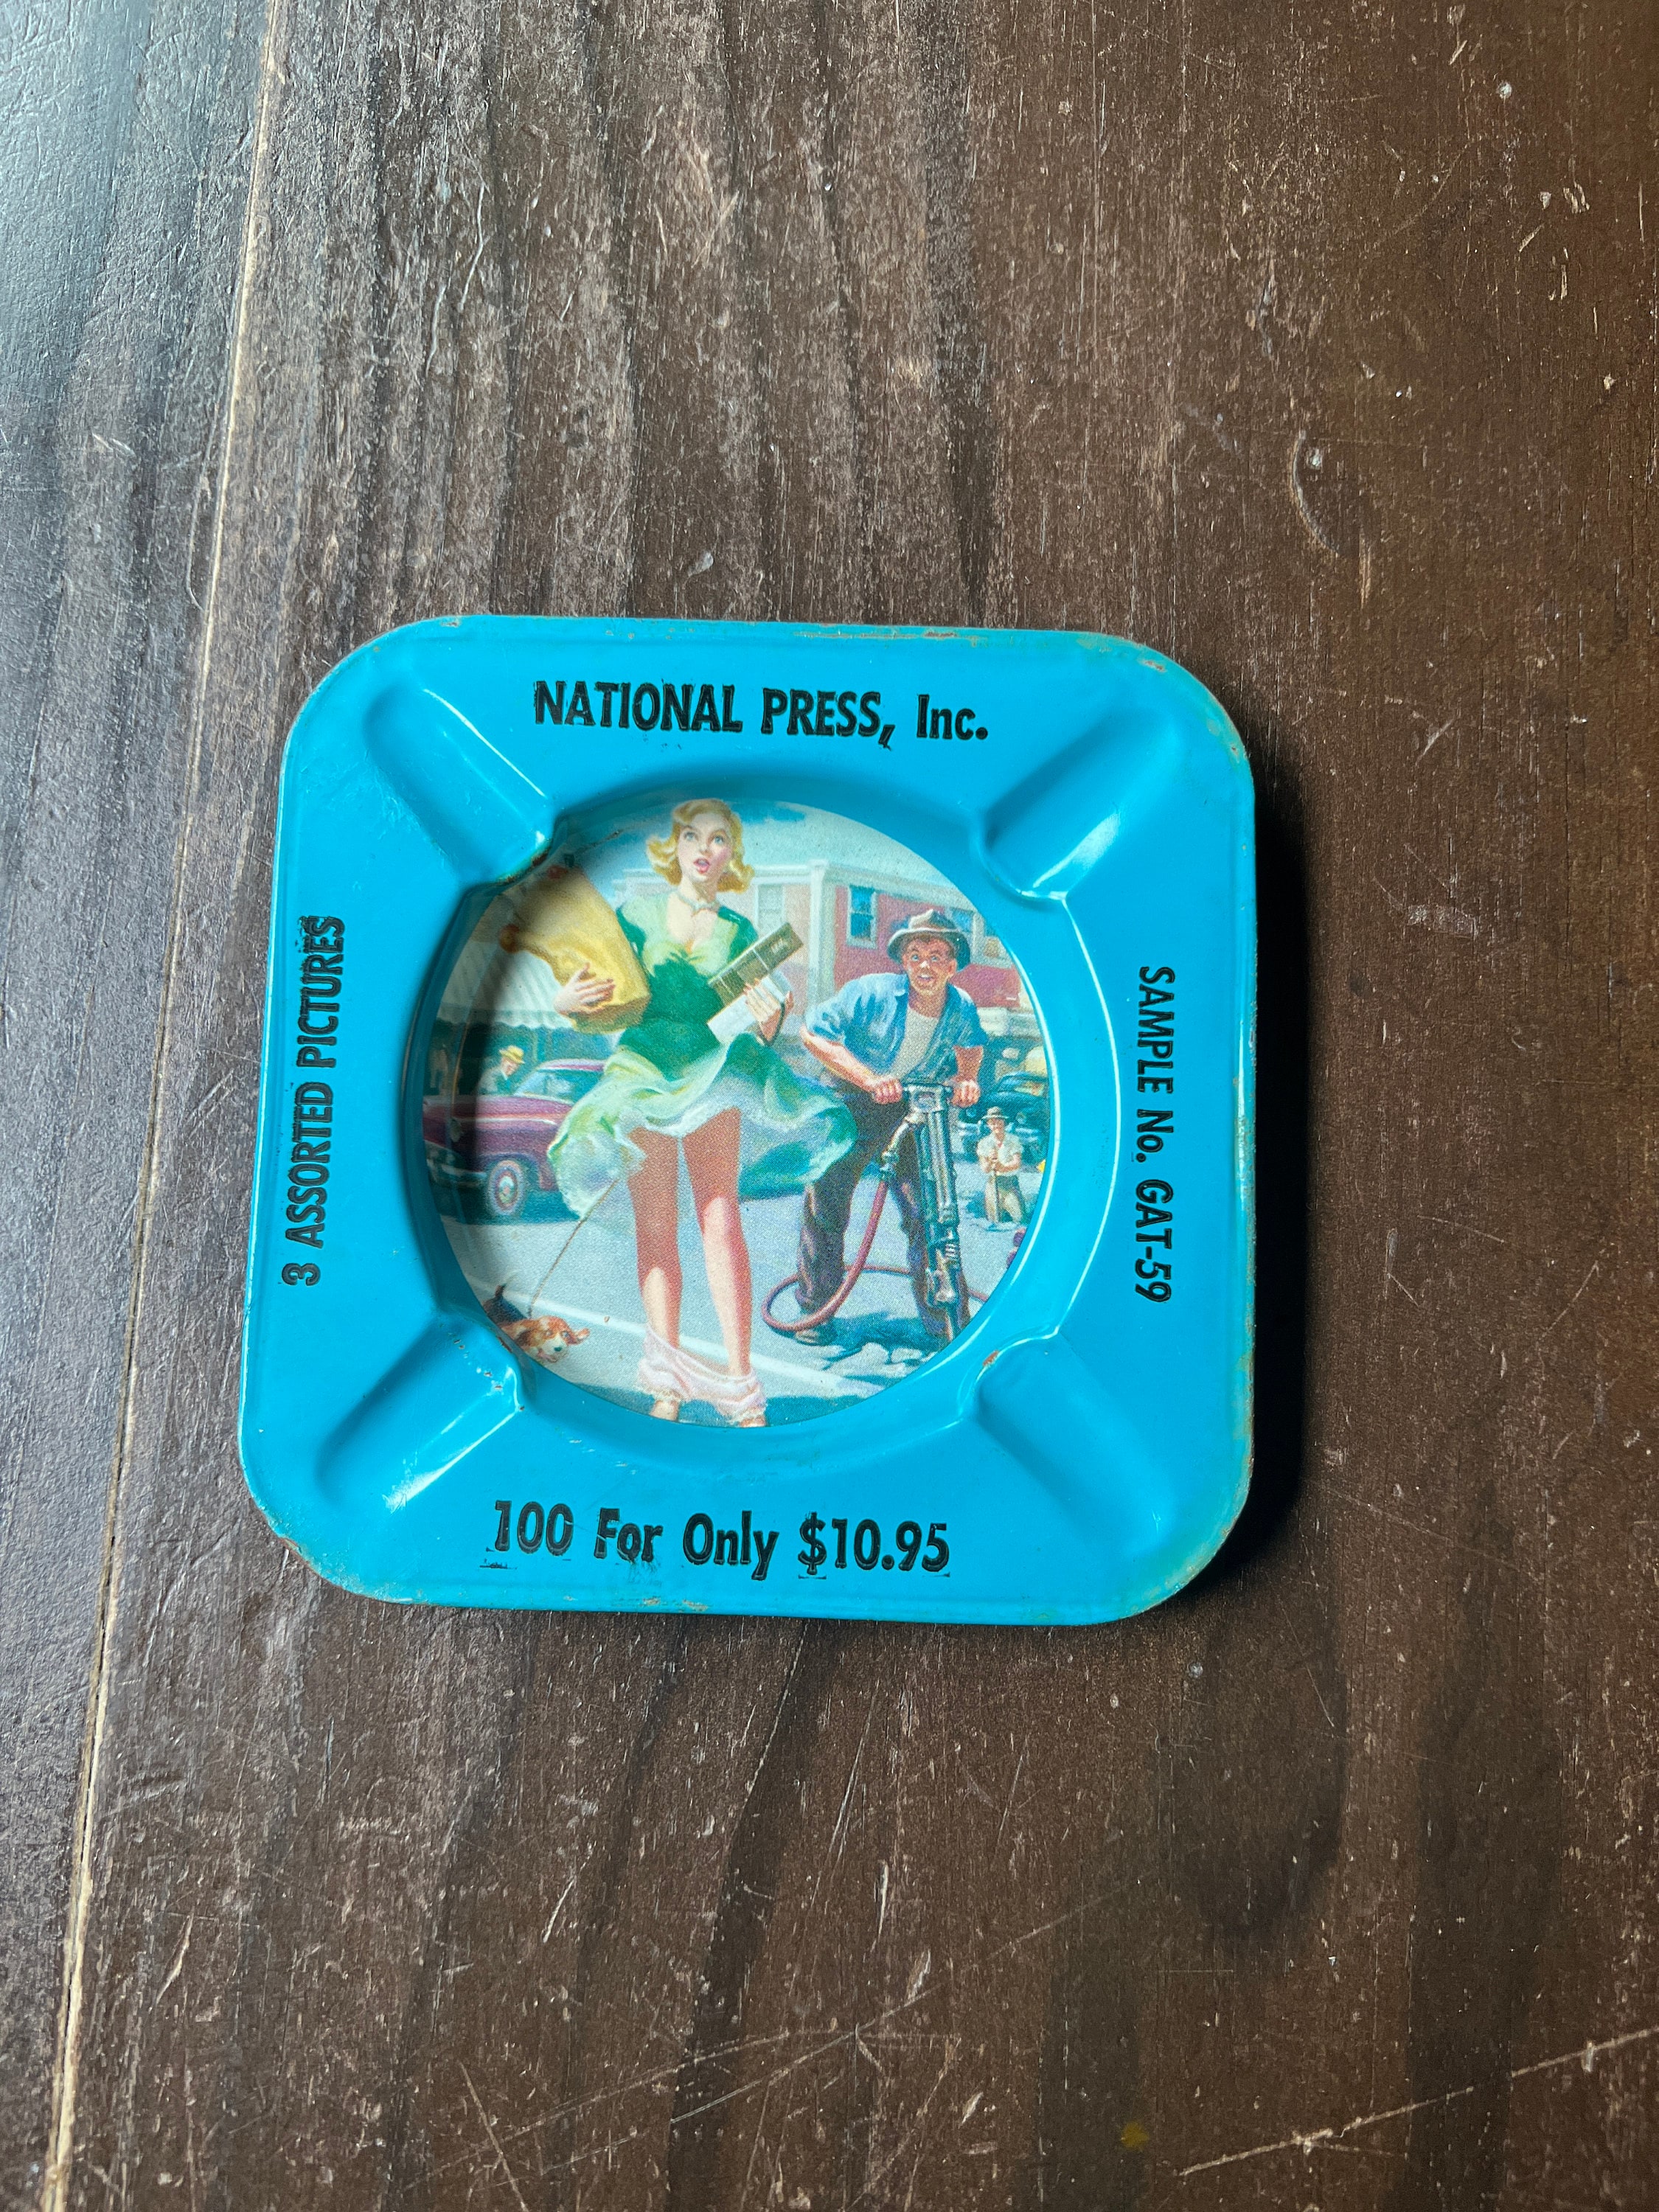 NATIONAL PRESS, Inc.
3 ASSORTED PICTURES
SAMPLE No. GAT-59
100 For Only $10.95